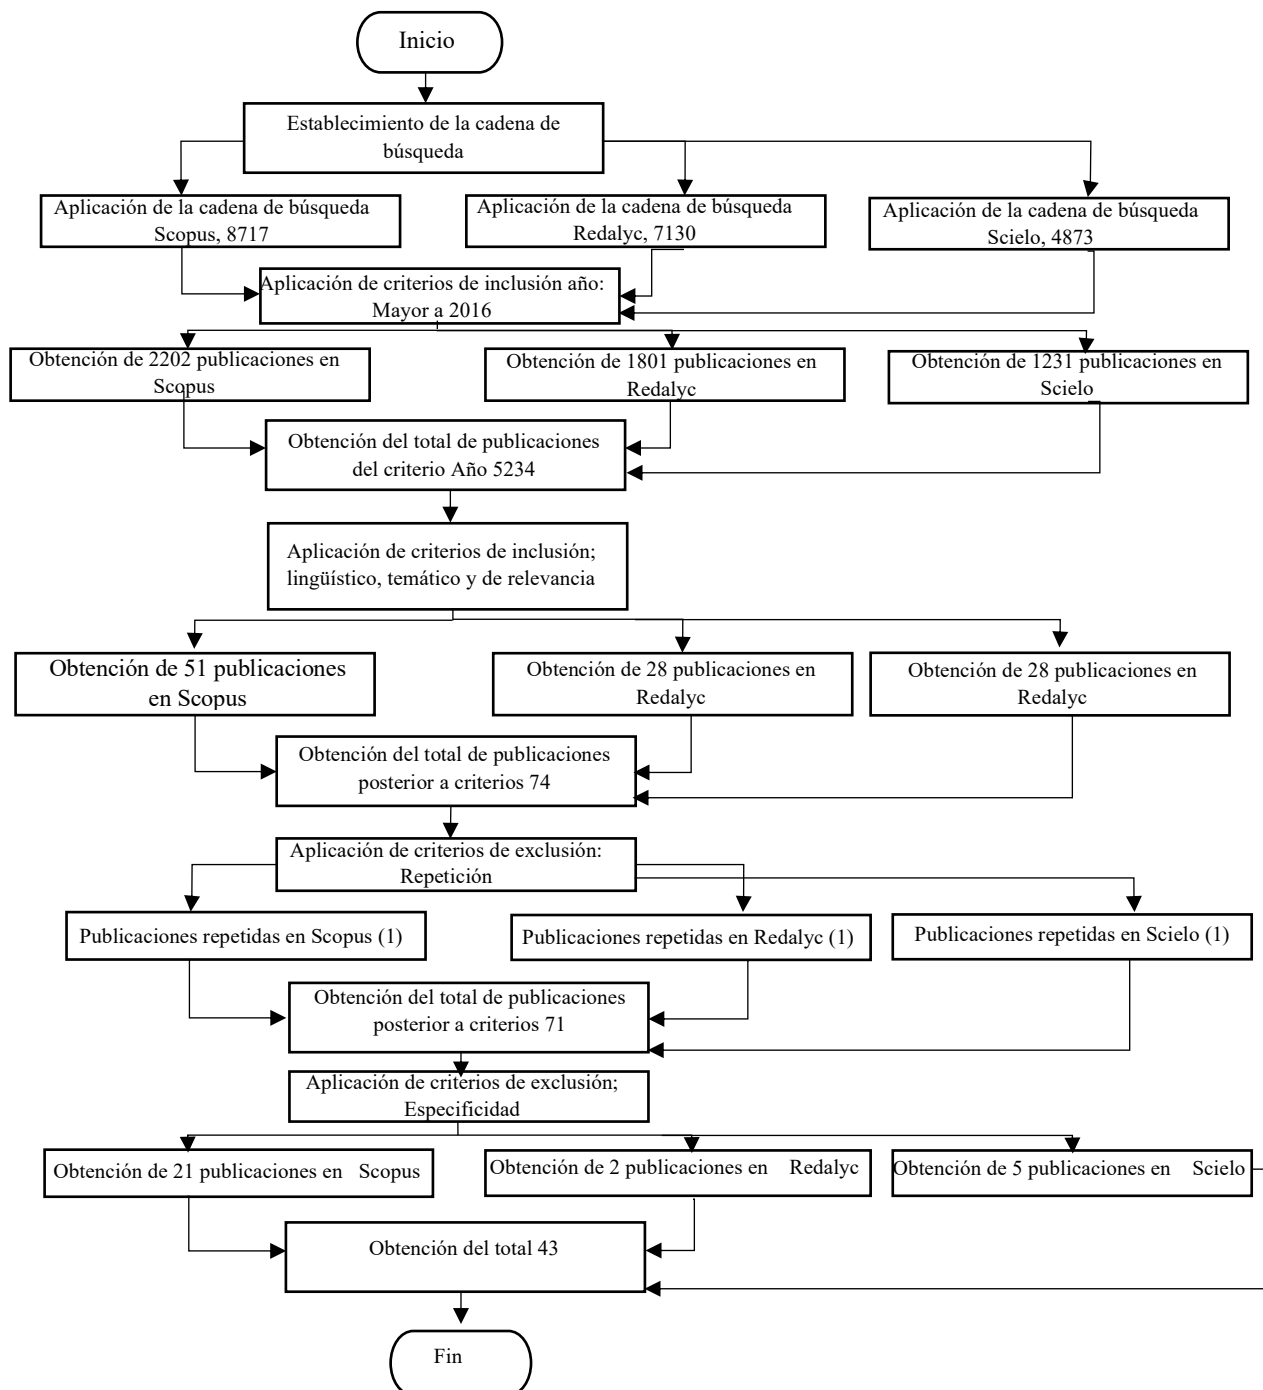 Inicio
Establecimiento de la cadena de
búsqueda
Aplicación de la cadena de búsqueda
Scopus, 8717
Aplicación de la cadena de búsqueda
Redalyc, 7130
Aplicación de la cadena de búsqueda
Scielo, 4873
Aplicación de criterios de inclusión año:
Mayor a 2016
Obtención de 2202 publicaciones en
Scopus
Obtención de 1801 publicaciones en
Redalyc
Obtención de 1231 publicaciones en
Scielo
Obtención del total de publicaciones
del criterio Año 5234
Aplicación de criterios de inclusión;
lingüístico, temático y de relevancia
Obtención de 51 publicaciones
en Scopus
Obtención de 28 publicaciones en
Redalyc
Obtención de 28 publicaciones en
Redalyc
Obtención del total de publicaciones
posterior a criterios 74
Aplicación de criterios de exclusión:
Repetición
Publicaciones repetidas en Scopus (1)
Publicaciones repetidas en Redalyc (1)
Publicaciones repetidas en Scielo (1)
Obtención del total de publicaciones
posterior a criterios 71
Aplicación de criterios de exclusión;
Especificidad
Obtención de 21 publicaciones en Scopus
Obtención de 2 publicaciones en Redalyc
Obtención de 5 publicaciones en Scielo
Obtención del total 43
Fin